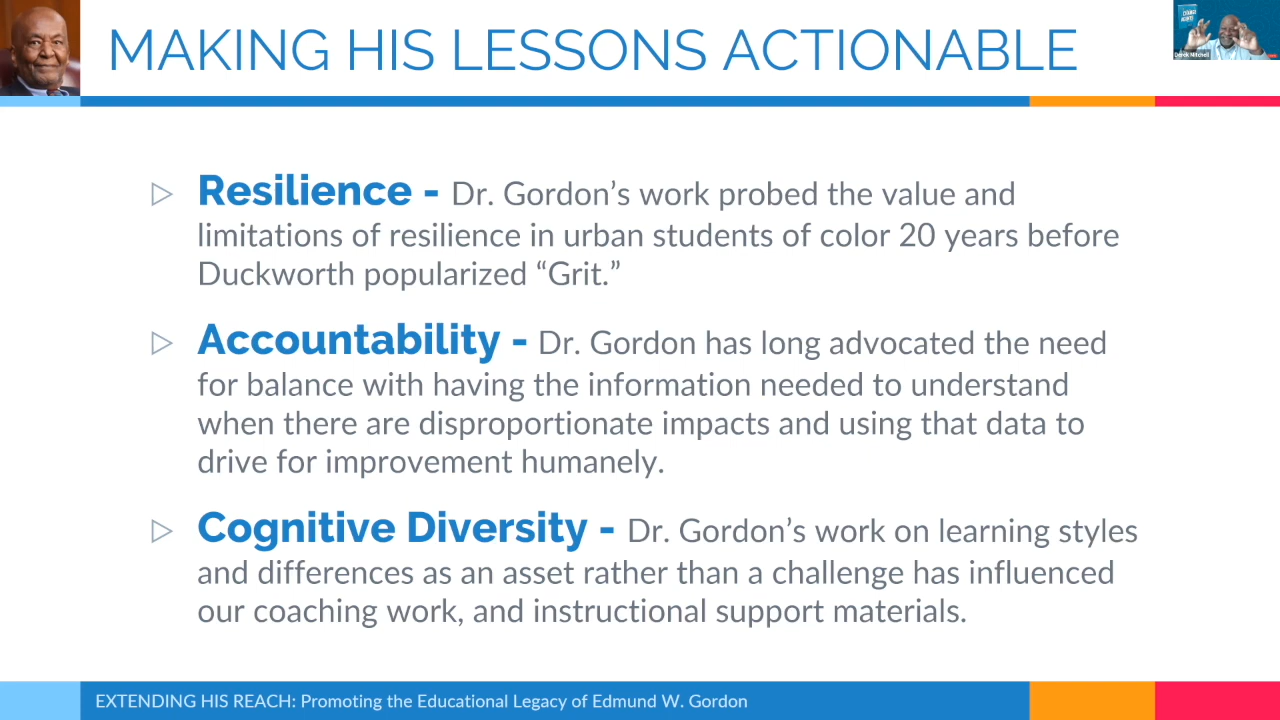 MAKING HIS LESSONS ACTIONABLE
Derek Mitchell
Resilience - Dr. Gordon’s work probed the value and
limitations of resilience in urban students of color 20 years before
Duckworth popularized “Grit.”
Accountability - Dr. Gordon has long advocated the need
for balance with having the information needed to understand
when there are disproportionate impacts and using that data to
drive for improvement humanely.
Cognitive Diversity - Dr. Gordon’s work on learning styles
and differences as an asset rather than a challenge has influenced
our coaching work, and instructional support materials.
EXTENDING HIS REACH: Promoting the Educational Legacy of Edmund W. Gordon